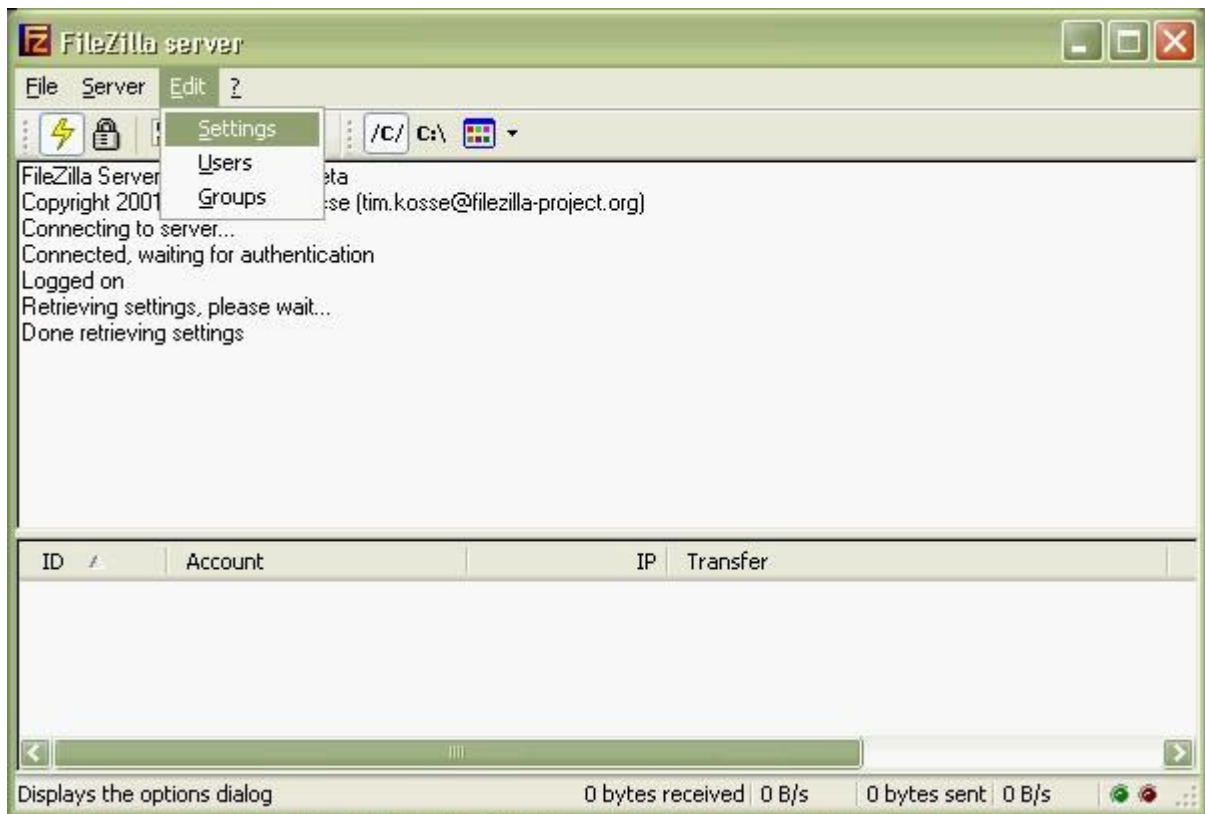 FileZilla server
File Server Edit ?
Settings
Users
Groups
/C/ C:\
FileZilla Server
Copyright 2001 (tim.kosse@filezilla-project.org)
Connecting to server...
Connected, waiting for authentication
Logged on
Retrieving settings, please wait...
Done retrieving settings
ID Account IP Transfer
Displays the options dialog 0 bytes received 0 B/s 0 bytes sent 0 B/s